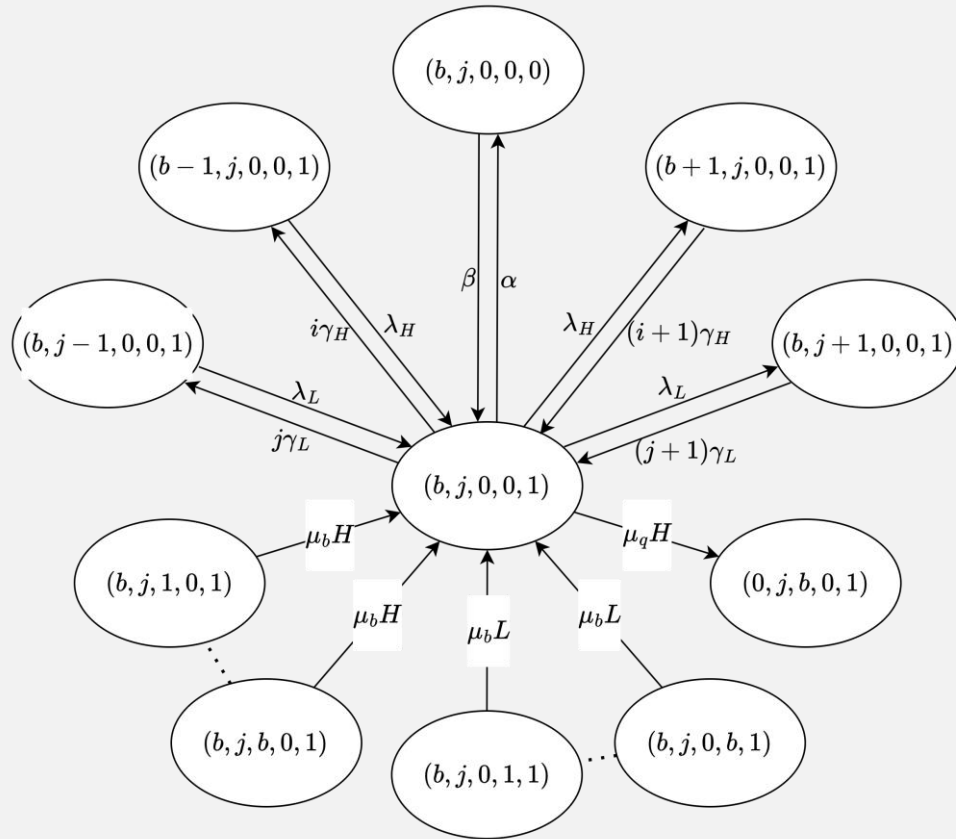 (b, j, 0, 0, 0)
(b − 1, j, 0, 0, 1)
(b + 1, j, 0, 0, 1)
β
α
iγ_H
λ_H
λ_H
(i + 1)γ_H
(b, j − 1, 0, 0, 1)
(b, j + 1, 0, 0, 1)
λ_L
λ_L
jγ_L
(j + 1)γ_L
(b, j, 0, 0, 1)
μ_bH
μ_qH
(b, j, 1, 0, 1)
(0, j, b, 0, 1)
μ_bH
μ_bL
μ_bL
(b, j, b, 0, 1)
(b, j, 0, b, 1)
(b, j, 0, 1, 1)